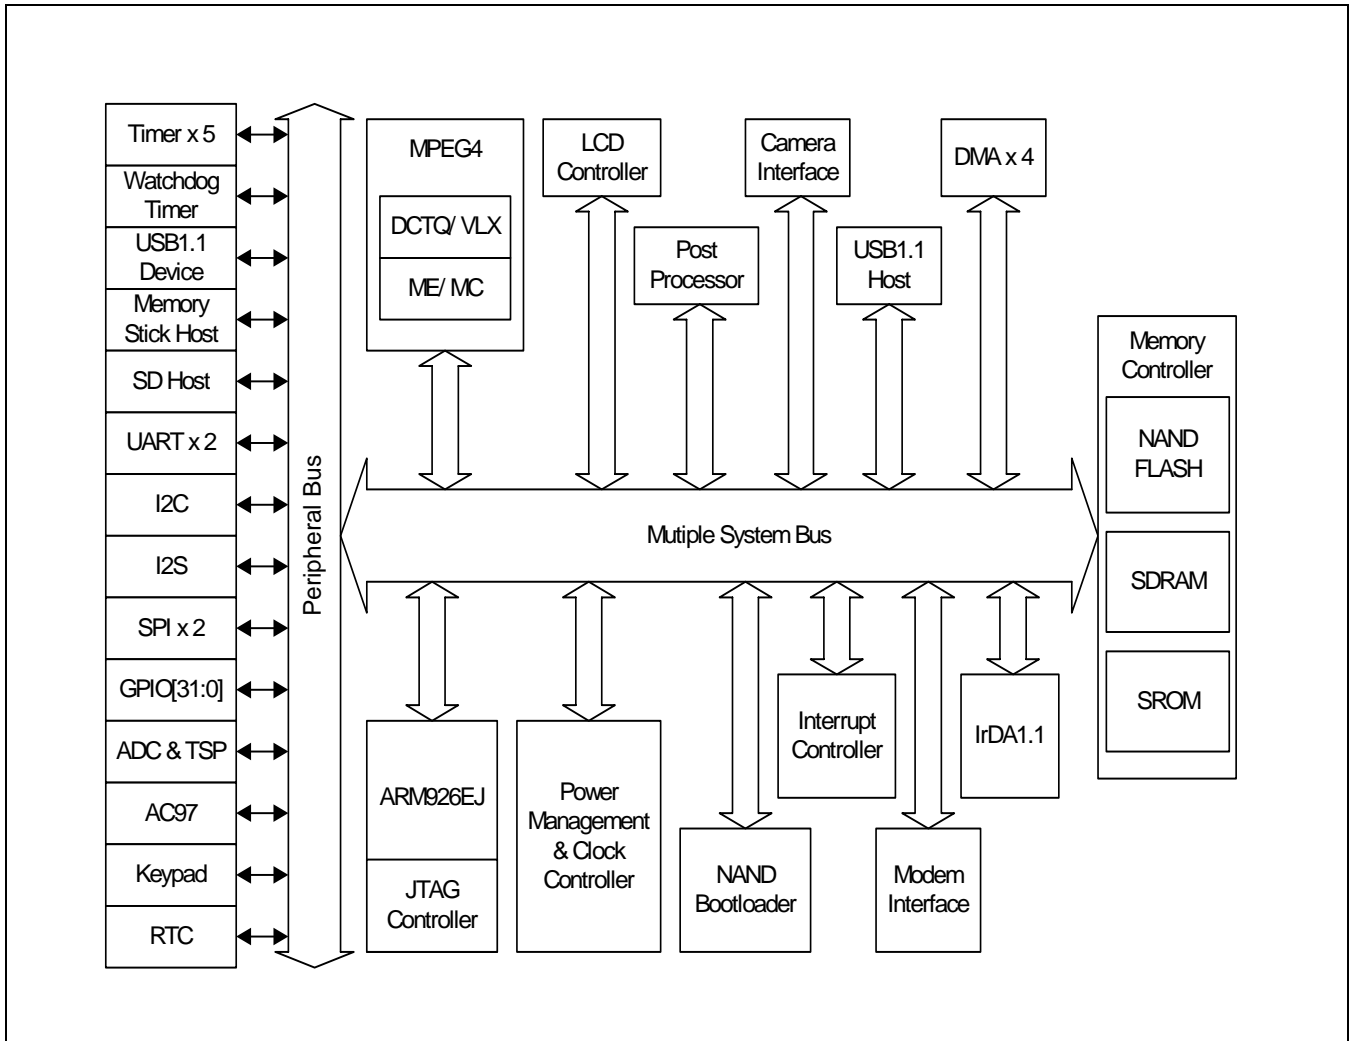 Timer x 5
Watchdog
Timer
USB1.1
Device
Memory
Stick Host
SD Host
UART x 2
I2C
I2S
SPI x 2
GPIO[31:0]
ADC & TSP
AC97
Keypad
RTC
Peripheral Bus
MPEG4
DCTQ/ VLX
ME/ MC
LCD
Controller
Post
Processor
Camera
Interface
USB1.1
Host
DMA x 4
Mutiple System Bus
Memory
Controller
NAND
FLASH
SDRAM
SROM
ARM926EJ
JTAG
Controller
Power
Management
& Clock
Controller
NAND
Bootloader
Interrupt
Controller
Modem
Interface
IrDA1.1